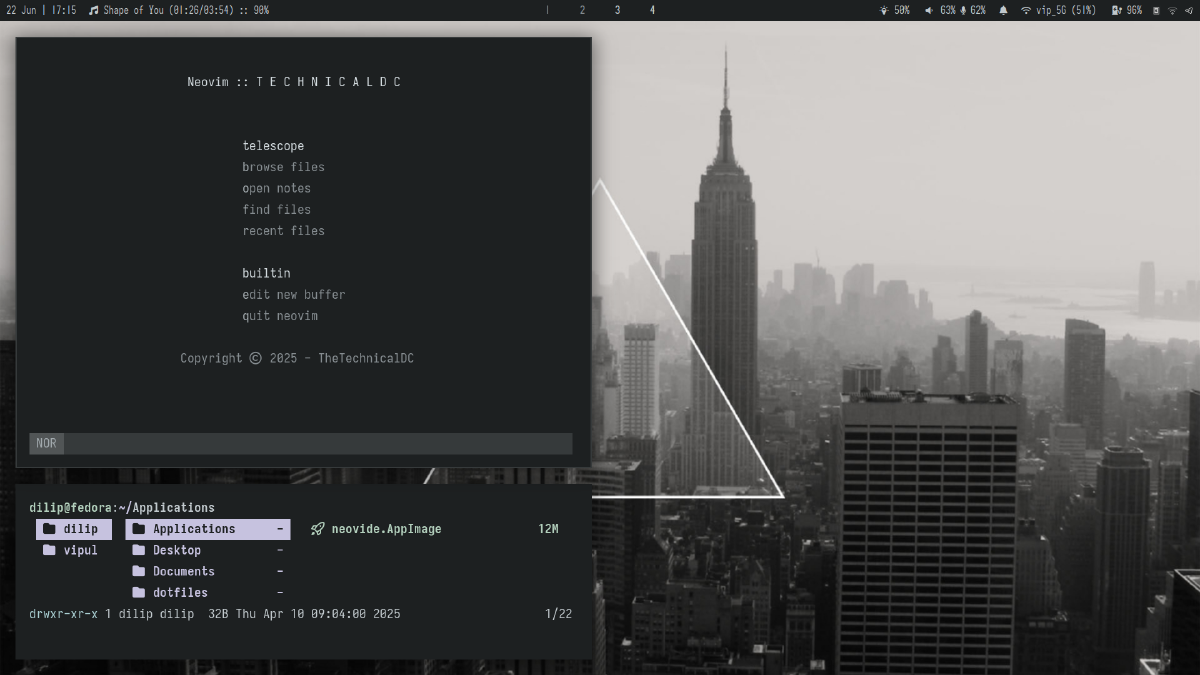 22 Jun | 17:15 Shape of You (01:26/03:54) :: 90% 1 2 3 4 50% 63% 62% vip_5G (51%) 96%
Neovim :: T E C H N I C A L D C
telescope
browse files
open notes
find files
recent files
builtin
edit new buffer
quit neovim
Copyright © 2025 - TheTechnicalDC
NOR
dilip@fedora:~/Applications
dilip Applications - neovide.AppImage 12M
vipul Desktop -
Documents -
dotfiles -
drwxr-xr-x 1 dilip dilip 32B Thu Apr 10 09:04:00 2025 1/22